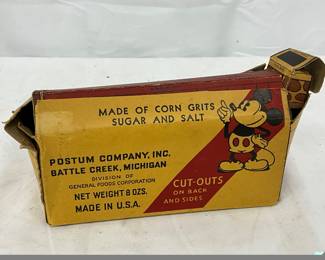 MADE OF CORN GRITS
SUGAR AND SALT
POSTUM COMPANY, INC.
BATTLE CREEK, MICHIGAN
DIVISION OF
GENERAL FOODS CORPORATION
NET WEIGHT 8 OZS.
MADE IN U.S.A.
CUT-OUTS
ON BACK
AND SIDES